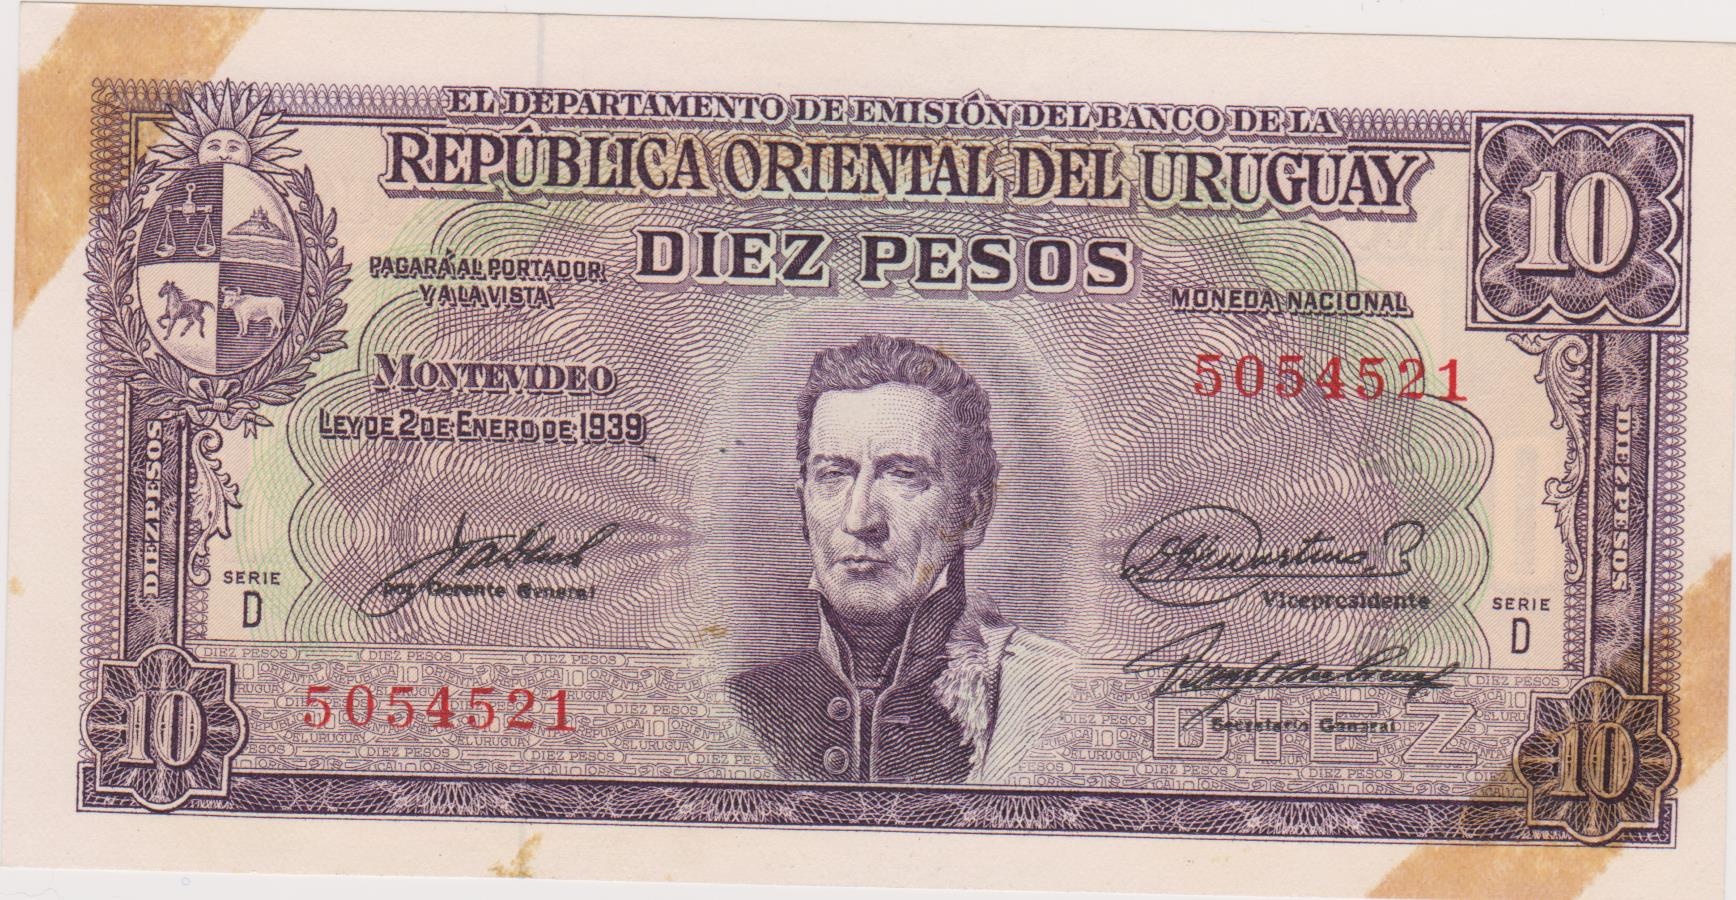 EL DEPARTAMENTO DE EMISIÓN DEL BANCO DE LA
REPÚBLICA ORIENTAL DEL URUGUAY
10
DIEZ PESOS
PAGARÁ AL PORTADOR
Y A LA VISTA
MONEDA NACIONAL
MONTEVIDEO
LEY DE 2 DE ENERO DE 1939
5054521
DIEZ PESOS
DIEZ PESOS
Gerente General
Vicepresidente
SERIE
D
SERIE
D
5054521
Secretario General
DIEZ
10
10